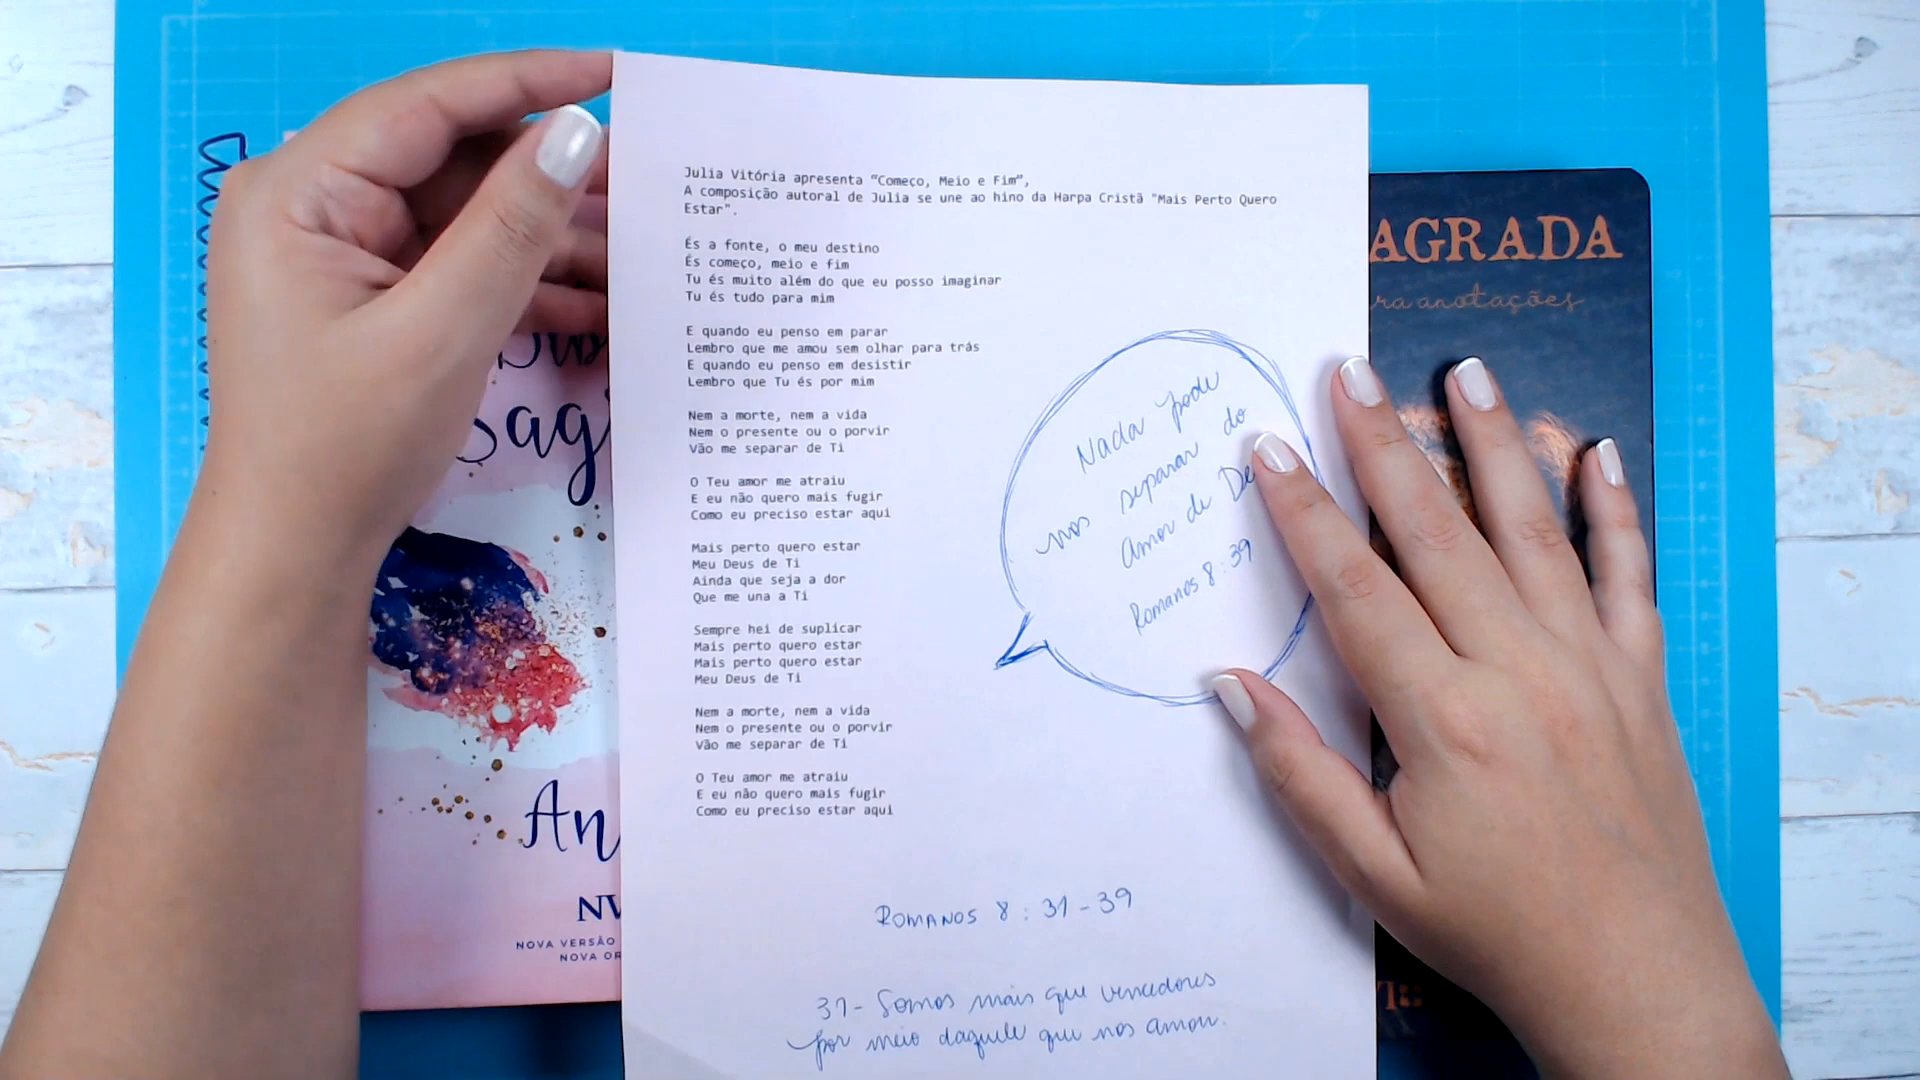 Julia Vitória apresenta “Começo, Meio e Fim”,
A composição autoral de Julia se une ao hino da Harpa Cristã "Mais Perto Quero
Estar".
És a fonte, o meu destino
És começo, meio e fim
Tu és muito além do que eu posso imaginar
Tu és tudo para mim
E quando eu penso em parar
Lembro que me amou sem olhar para trás
E quando eu penso em desistir
Lembro que Tu és por mim
Nem a morte, nem a vida
Nem o presente ou o porvir
Vão me separar de Ti
O Teu amor me atraiu
E eu não quero mais fugir
Como eu preciso estar aqui
Mais perto quero estar
Meu Deus de Ti
Ainda que seja a dor
Que me una a Ti
Sempre hei de suplicar
Mais perto quero estar
Mais perto quero estar
Meu Deus de Ti
Nem a morte, nem a vida
Nem o presente ou o porvir
Vão me separar de Ti
O Teu amor me atraiu
E eu não quero mais fugir
Como eu preciso estar aqui
Nada pode
nos separar do
Amor de De
Romanos 8:39
ROMANOS 8:31-39
37- Somos mais que vencedores
por meio daquele que nos amou.
Sag
An
NV
NOVA VERSÃO
NOVA OR
AGRADA
ra anotações